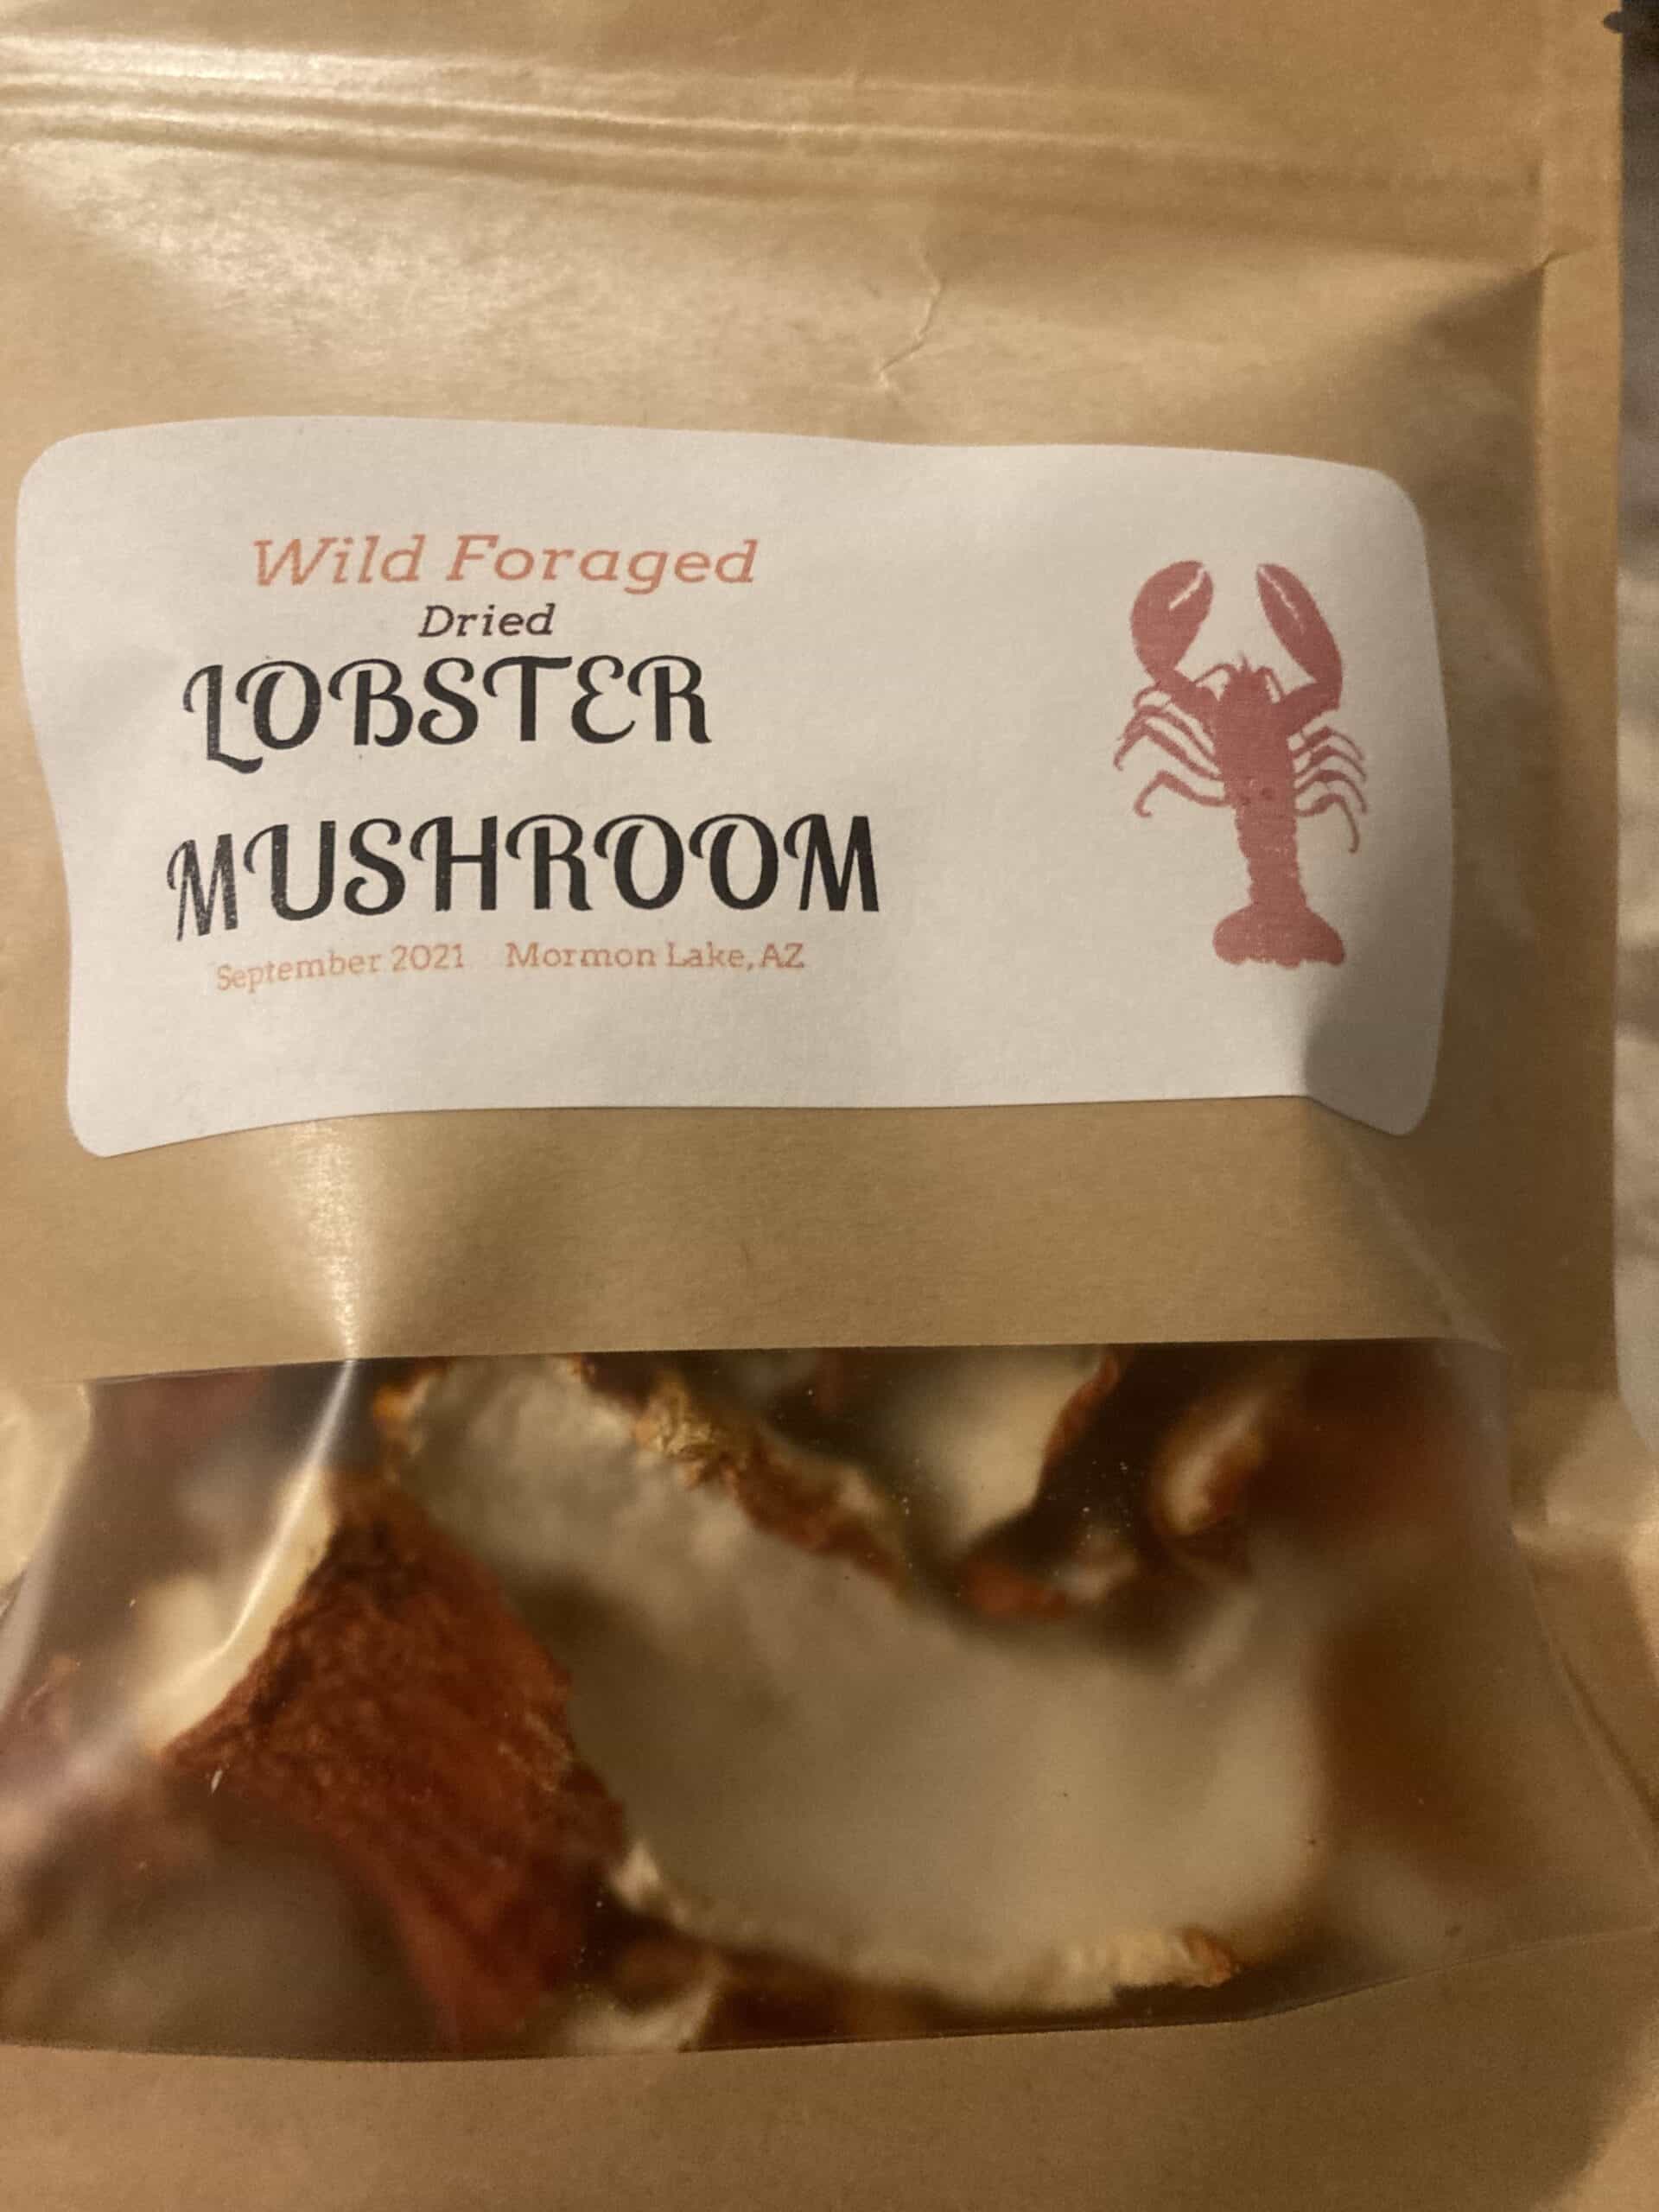 Wild Foraged
Dried
LOBSTER
MUSHROOM
September 2021 Mormon Lake, AZ